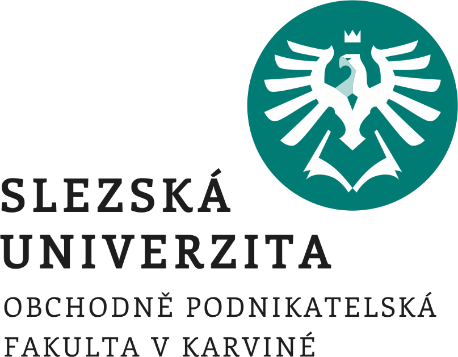 SLEZSKÁ
UNIVERZITA
OBCHODNĚ PODNIKATELSKÁ
FAKULTA V KARVINÉ